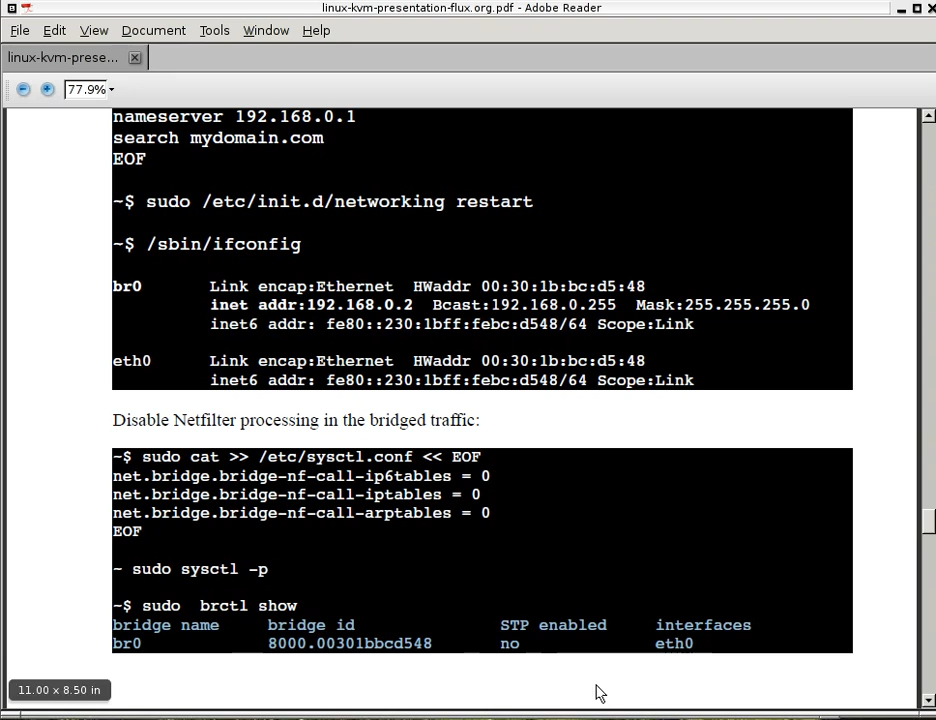 linux-kvm-presentation-flux.org.pdf - Adobe Reader
File Edit View Document Tools Window Help
linux-kvm-prese...
77.9%
nameserver 192.168.0.1
search mydomain.com
EOF
~$ sudo /etc/init.d/networking restart
~$ /sbin/ifconfig
br0 Link encap:Ethernet HWaddr 00:30:1b:bc:d5:48
inet addr:192.168.0.2 Bcast:192.168.0.255 Mask:255.255.255.0
inet6 addr: fe80::230:1bff:febc:d548/64 Scope:Link
eth0 Link encap:Ethernet HWaddr 00:30:1b:bc:d5:48
inet6 addr: fe80::230:1bff:febc:d548/64 Scope:Link
Disable Netfilter processing in the bridged traffic:
~$ sudo cat >> /etc/sysctl.conf << EOF
net.bridge.bridge-nf-call-ip6tables = 0
net.bridge.bridge-nf-call-iptables = 0
net.bridge.bridge-nf-call-arptables = 0
EOF
~ sudo sysctl -p
~$ sudo brctl show
bridge name bridge id STP enabled interfaces
br0 8000.00301bbcd548 no eth0
11.00 x 8.50 in